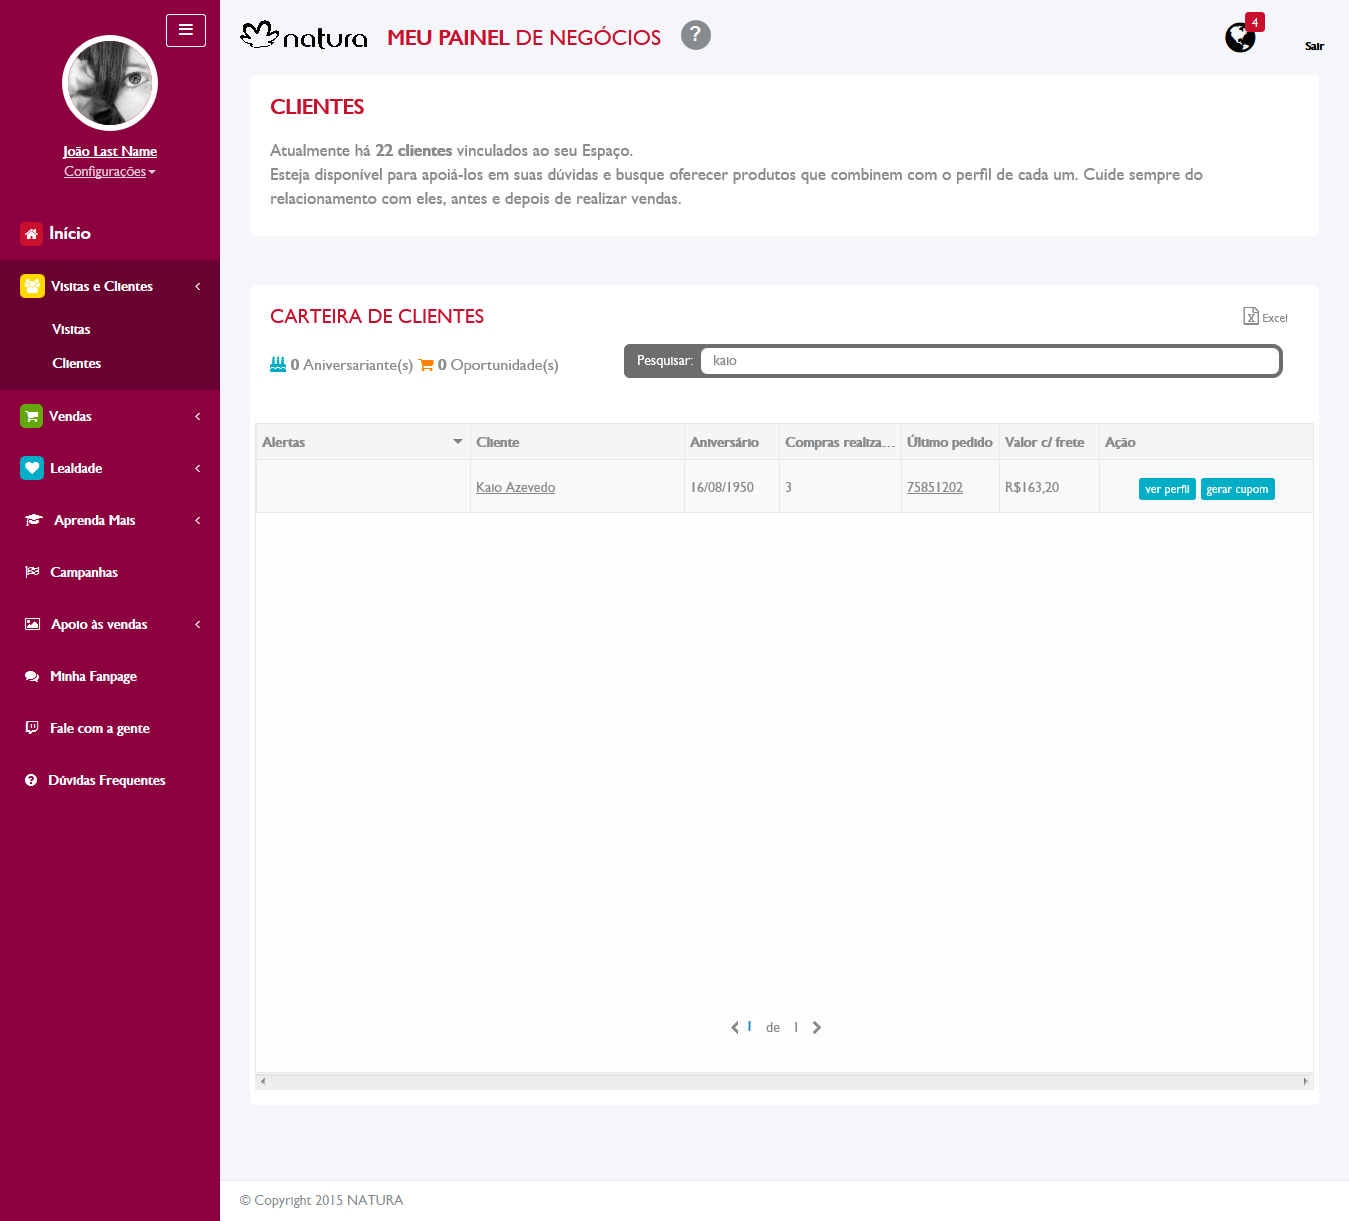 João Last Name
Configurações
Início
Visitas e Clientes
Visitas
Clientes
Vendas
Lealdade
Aprenda Mais
Campanhas
Apoio às vendas
Minha Fanpage
Fale com a gente
Dúvidas Frequentes
natura MEU PAINEL DE NEGÓCIOS ?
4
Sair
CLIENTES
Atualmente há 22 clientes vinculados ao seu Espaço.
Esteja disponível para apoiá-los em suas dúvidas e busque oferecer produtos que combinem com o perfil de cada um. Cuide sempre do
relacionamento com eles, antes e depois de realizar vendas.
CARTEIRA DE CLIENTES
Excel
0 Aniversariante(s) 0 Oportunidade(s)
Pesquisar: kaio
Alertas Cliente Aniversário Compras realiza... Último pedido Valor c/ frete Ação
Kaio Azevedo 16/08/1950 3 75851202 R$163,20 ver perfil gerar cupom
1 de 1
© Copyright 2015 NATURA